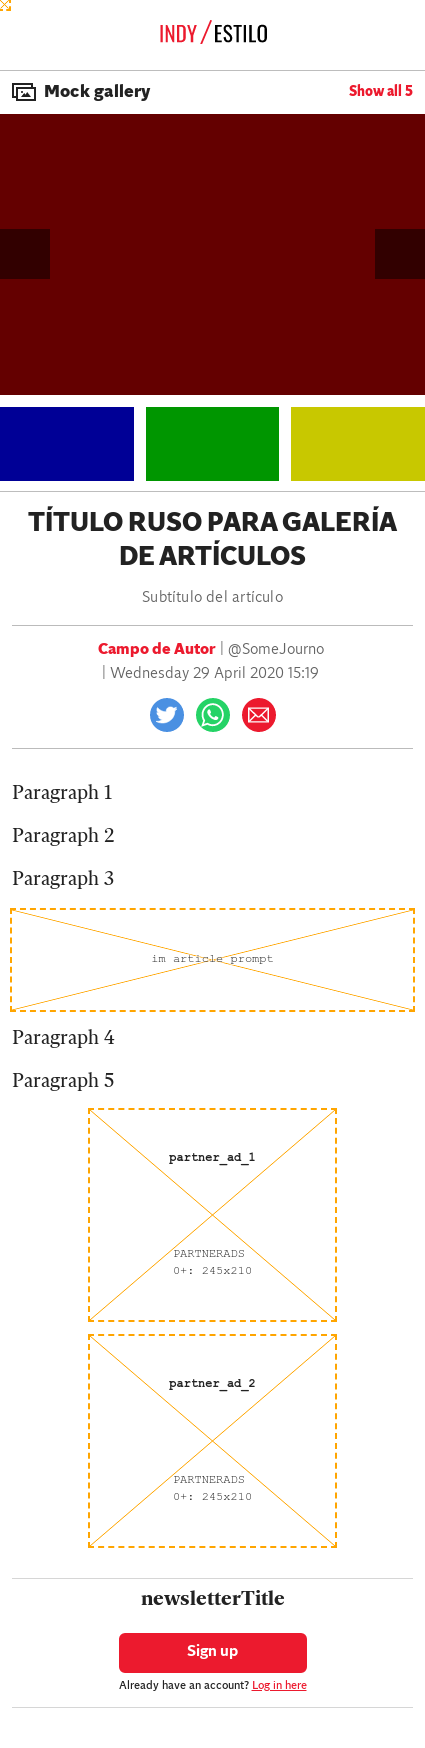 INDY/ESTILO
Mock gallery
Show all 5
TÍTULO RUSO PARA GALERÍA
DE ARTÍCULOS
Subtítulo del artículo
Campo de Autor | @SomeJourno
| Wednesday 29 April 2020 15:19
Paragraph 1
Paragraph 2
Paragraph 3
im article prompt
Paragraph 4
Paragraph 5
partner_ad_1
PARTNERADS
0+: 245x210
partner_ad_2
PARTNERADS
0+: 245x210
newsletterTitle
Sign up
Already have an account? Log in here